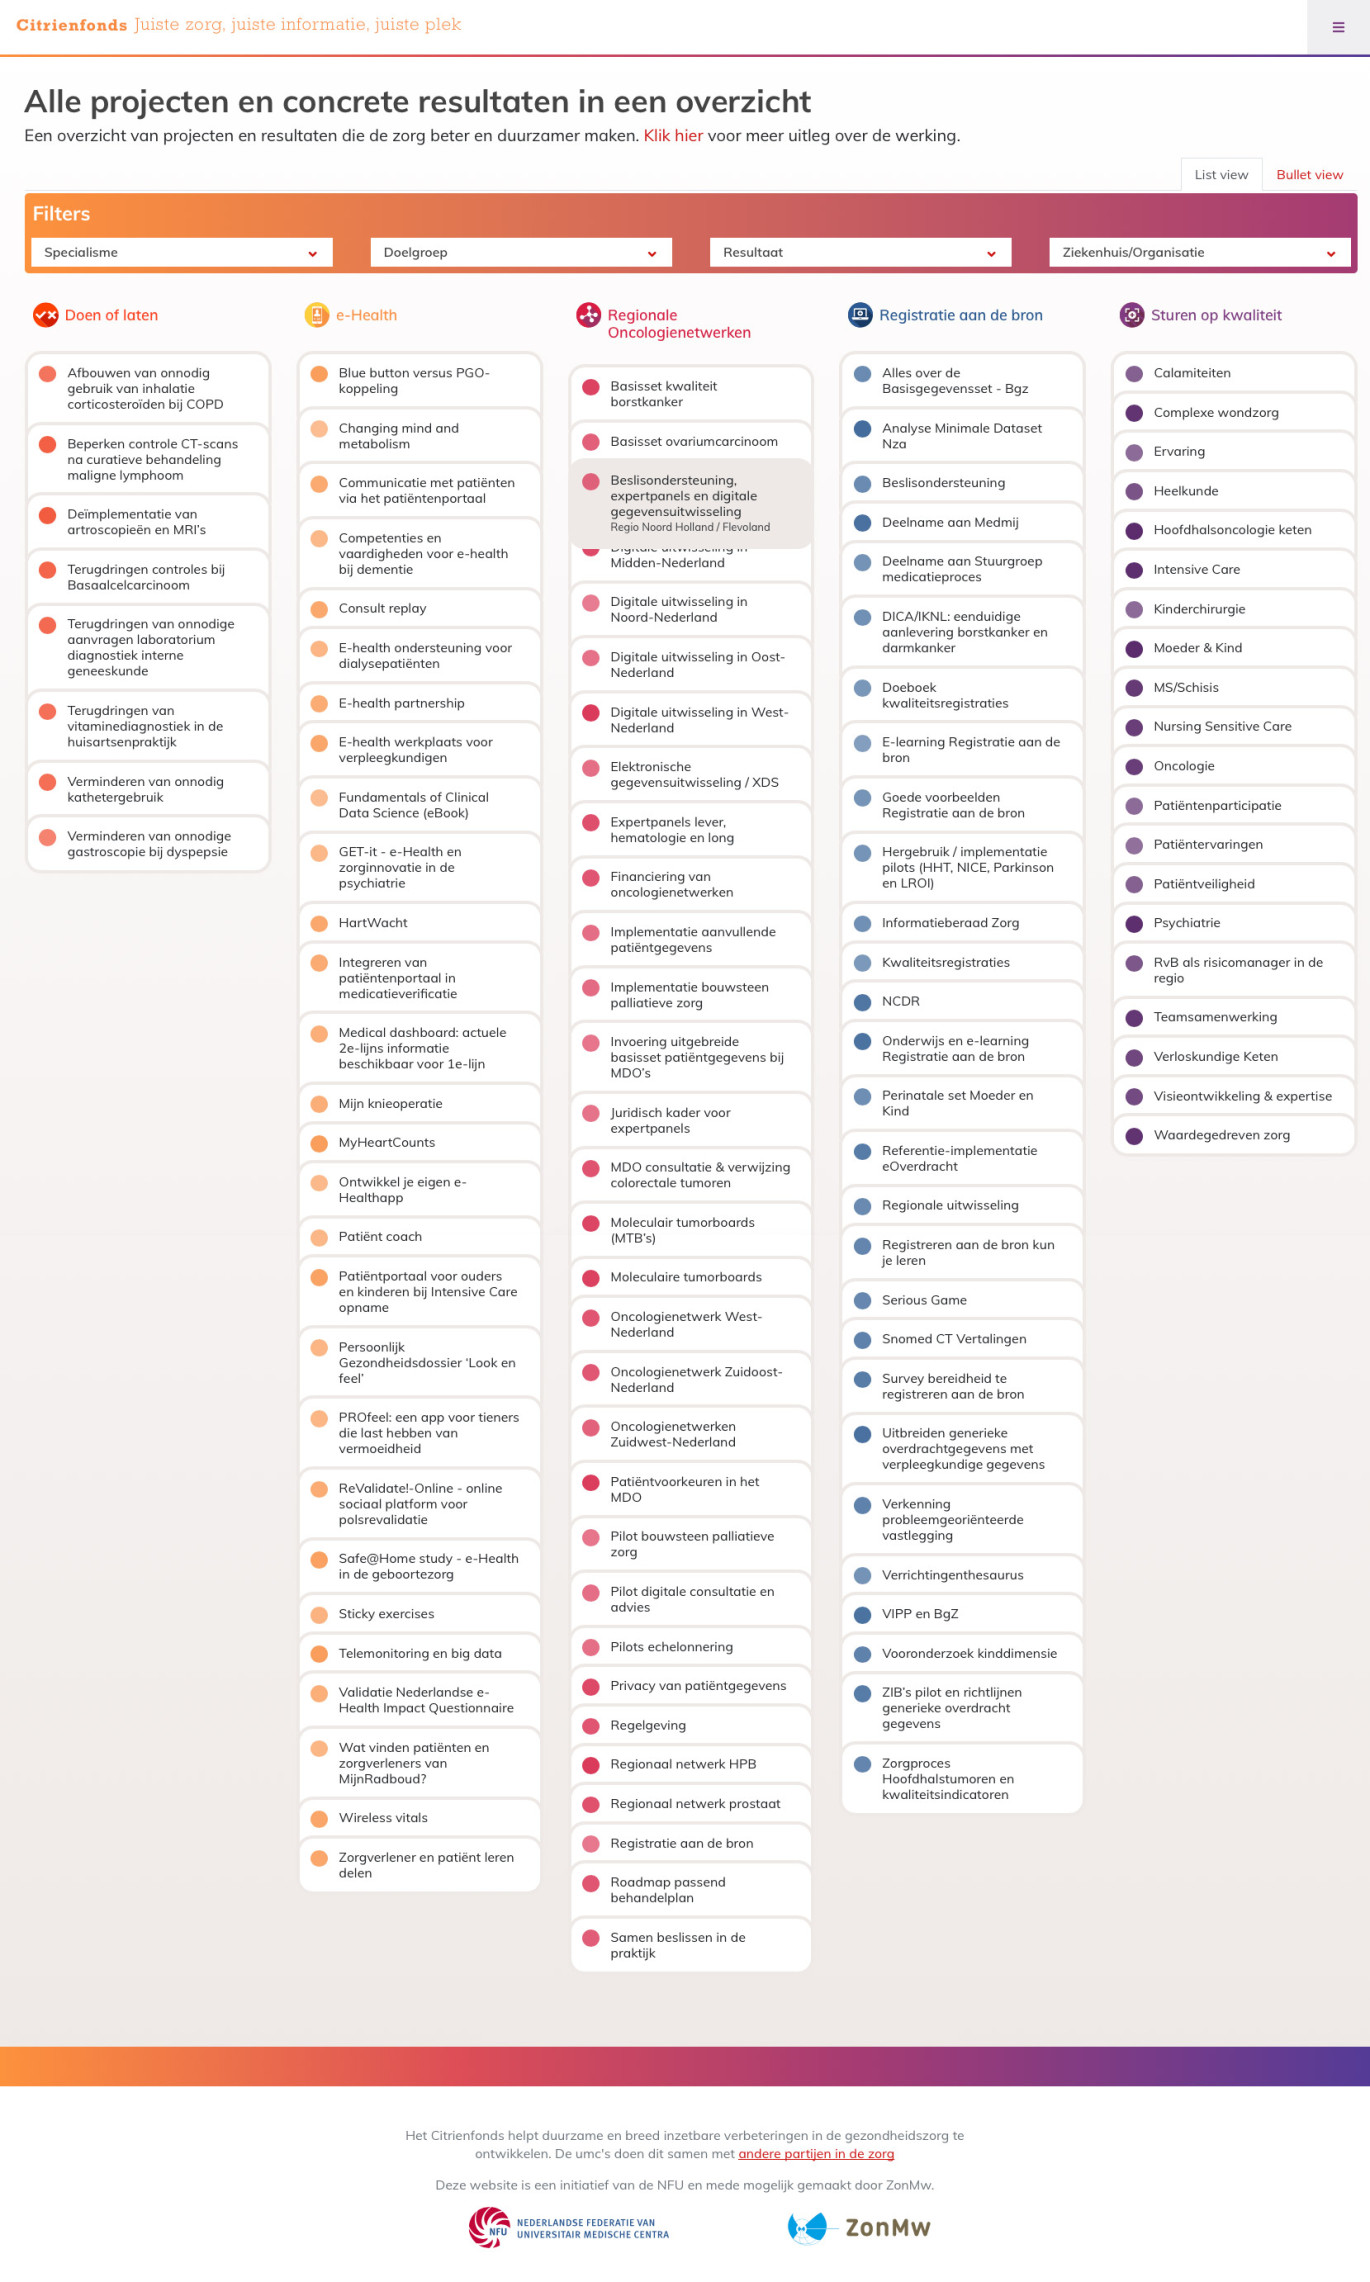 Citrienfonds Juiste zorg, juiste informatie, juiste plek
Alle projecten en concrete resultaten in een overzicht
Een overzicht van projecten en resultaten die de zorg beter en duurzamer maken. Klik hier voor meer uitleg over de werking.
List view
Bullet view
Filters
Specialisme
Doelgroep
Resultaat
Ziekenhuis/Organisatie
Doen of laten
Afbouwen van onnodig
gebruik van inhalatie
corticosteroïden bij COPD
Beperken controle CT-scans
na curatieve behandeling
maligne lymphoom
Deïmplementatie van
artroscopieën en MRI's
Terugdringen controles bij
Basaalcelcarcinoom
Terugdringen van onnodige
aanvragen laboratorium
diagnostiek interne
geneeskunde
Terugdringen van
vitaminediagnostiek in de
huisartsenpraktijk
Verminderen van onnodig
kathetergebruik
Verminderen van onnodige
gastroscopie bij dyspepsie
e-Health
Blue button versus PGO-
koppeling
Changing mind and
metabolism
Communicatie met patiënten
via het patiëntenportaal
Competenties en
vaardigheden voor e-health
bij dementie
Consult replay
E-health ondersteuning voor
dialysepatiënten
E-health partnership
E-health werkplaats voor
verpleegkundigen
Fundamentals of Clinical
Data Science (eBook)
GET-it - e-Health en
zorginnovatie in de
psychiatrie
HartWacht
Integreren van
patiëntenportaal in
medicatieverificatie
Medical dashboard: actuele
2e-lijns informatie
beschikbaar voor 1e-lijn
Mijn knieoperatie
MyHeartCounts
Ontwikkel je eigen e-
Healthapp
Patiënt coach
Patiëntportaal voor ouders
en kinderen bij Intensive Care
opname
Persoonlijk
Gezondheidsdossier ‘Look en
feel’
PROfeel: een app voor tieners
die last hebben van
vermoeidheid
ReValidate!-Online - online
sociaal platform voor
polsrevalidatie
Safe@Home study - e-Health
in de geboortezorg
Sticky exercises
Telemonitoring en big data
Validatie Nederlandse e-
Health Impact Questionnaire
Wat vinden patiënten en
zorgverleners van
MijnRadboud?
Wireless vitals
Zorgverlener en patiënt leren
delen
Regionale
Oncologienetwerken
Basisset kwaliteit
borstkanker
Basisset ovariumcarcinoom
Beslisondersteuning,
expertpanels en digitale
gegevensuitwisseling
Regio Noord Holland / Flevoland
Digitale uitwisseling in
Midden-Nederland
Digitale uitwisseling in
Noord-Nederland
Digitale uitwisseling in Oost-
Nederland
Digitale uitwisseling in West-
Nederland
Elektronische
gegevensuitwisseling / XDS
Expertpanels lever,
hematologie en long
Financiering van
oncologienetwerken
Implementatie aanvullende
patiëntgegevens
Implementatie bouwsteen
palliatieve zorg
Invoering uitgebreide
basisset patiëntgegevens bij
MDO's
Juridisch kader voor
expertpanels
MDO consultatie & verwijzing
colorectale tumoren
Moleculair tumorboards
(MTB's)
Moleculaire tumorboards
Oncologienetwerk West-
Nederland
Oncologienetwerk Zuidoost-
Nederland
Oncologienetwerken
Zuidwest-Nederland
Patiëntvoorkeuren in het
MDO
Pilot bouwsteen palliatieve
zorg
Pilot digitale consultatie en
advies
Pilots echelonnering
Privacy van patiëntgegevens
Regelgeving
Regionaal netwerk HPB
Regionaal netwerk prostaat
Registratie aan de bron
Roadmap passend
behandelplan
Samen beslissen in de
praktijk
Registratie aan de bron
Alles over de
Basisgegevensset - Bgz
Analyse Minimale Dataset
Nza
Beslisondersteuning
Deelname aan Medmij
Deelname aan Stuurgroep
medicatieproces
DICA/IKNL: eenduidige
aanlevering borstkanker en
darmkanker
Doeboek
kwaliteitsregistraties
E-learning Registratie aan de
bron
Goede voorbeelden
Registratie aan de bron
Hergebruik / implementatie
pilots (HHT, NICE, Parkinson
en LROI)
Informatieberaad Zorg
Kwaliteitsregistraties
NCDR
Onderwijs en e-learning
Registratie aan de bron
Perinatale set Moeder en
Kind
Referentie-implementatie
eOverdracht
Regionale uitwisseling
Registreren aan de bron kun
je leren
Serious Game
Snomed CT Vertalingen
Survey bereidheid te
registreren aan de bron
Uitbreiden generieke
overdrachtgegevens met
verpleegkundige gegevens
Verkenning
probleemgeoriënteerde
vastlegging
Verrichtingenthesaurus
VIPP en BgZ
Vooronderzoek kinddimensie
ZIB's pilot en richtlijnen
generieke overdracht
gegevens
Zorgproces
Hoofdhalstumoren en
kwaliteitsindicatoren
Sturen op kwaliteit
Calamiteiten
Complexe wondzorg
Ervaring
Heelkunde
Hoofdhalsoncologie keten
Intensive Care
Kinderchirurgie
Moeder & Kind
MS/Schisis
Nursing Sensitive Care
Oncologie
Patiëntenparticipatie
Patiëntervaringen
Patiëntveiligheid
Psychiatrie
RvB als risicomanager in de
regio
Teamsamenwerking
Verloskundige Keten
Visieontwikkeling & expertise
Waardegedreven zorg
Het Citrienfonds helpt duurzame en breed inzetbare verbeteringen in de gezondheidszorg te
ontwikkelen. De umc's doen dit samen met andere partijen in de zorg
Deze website is een initiatief van de NFU en mede mogelijk gemaakt door ZonMw.
NFU
NEDERLANDSE FEDERATIE VAN
UNIVERSITAIR MEDISCHE CENTRA
ZonMw